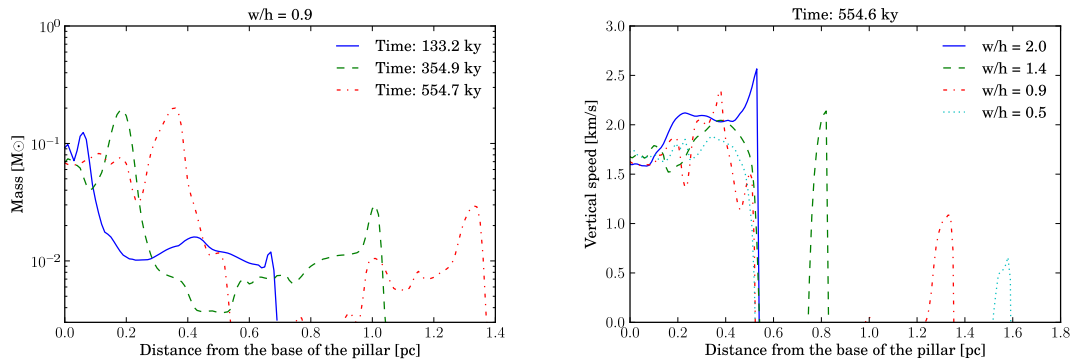 w/h = 0.9
Mass [M⊙]
10⁰
10⁻¹
10⁻²
Time: 133.2 ky
Time: 354.9 ky
Time: 554.7 ky
0.0 0.2 0.4 0.6 0.8 1.0 1.2 1.4
Distance from the base of the pillar [pc]
Time: 554.6 ky
Vertical speed [km/s]
3.0
2.5
2.0
1.5
1.0
0.5
0.0
w/h = 2.0
w/h = 1.4
w/h = 0.9
w/h = 0.5
0.0 0.2 0.4 0.6 0.8 1.0 1.2 1.4 1.6 1.8
Distance from the base of the pillar [pc]